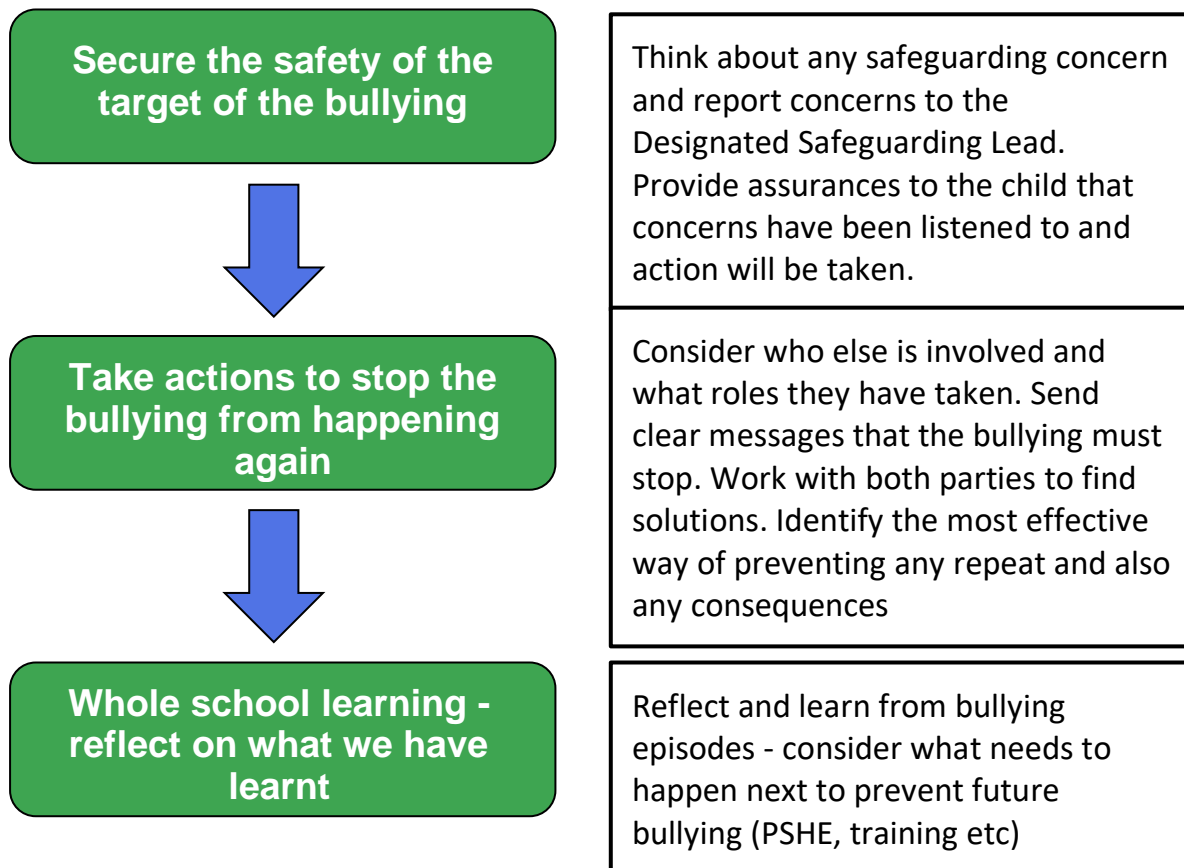 Secure the safety of the
target of the bullying
Think about any safeguarding concern
and report concerns to the
Designated Safeguarding Lead.
Provide assurances to the child that
concerns have been listened to and
action will be taken.
Take actions to stop the
bullying from happening
again
Consider who else is involved and
what roles they have taken. Send
clear messages that the bullying must
stop. Work with both parties to find
solutions. Identify the most effective
way of preventing any repeat and also
any consequences
Whole school learning -
reflect on what we have
learnt
Reflect and learn from bullying
episodes - consider what needs to
happen next to prevent future
bullying (PSHE, training etc)